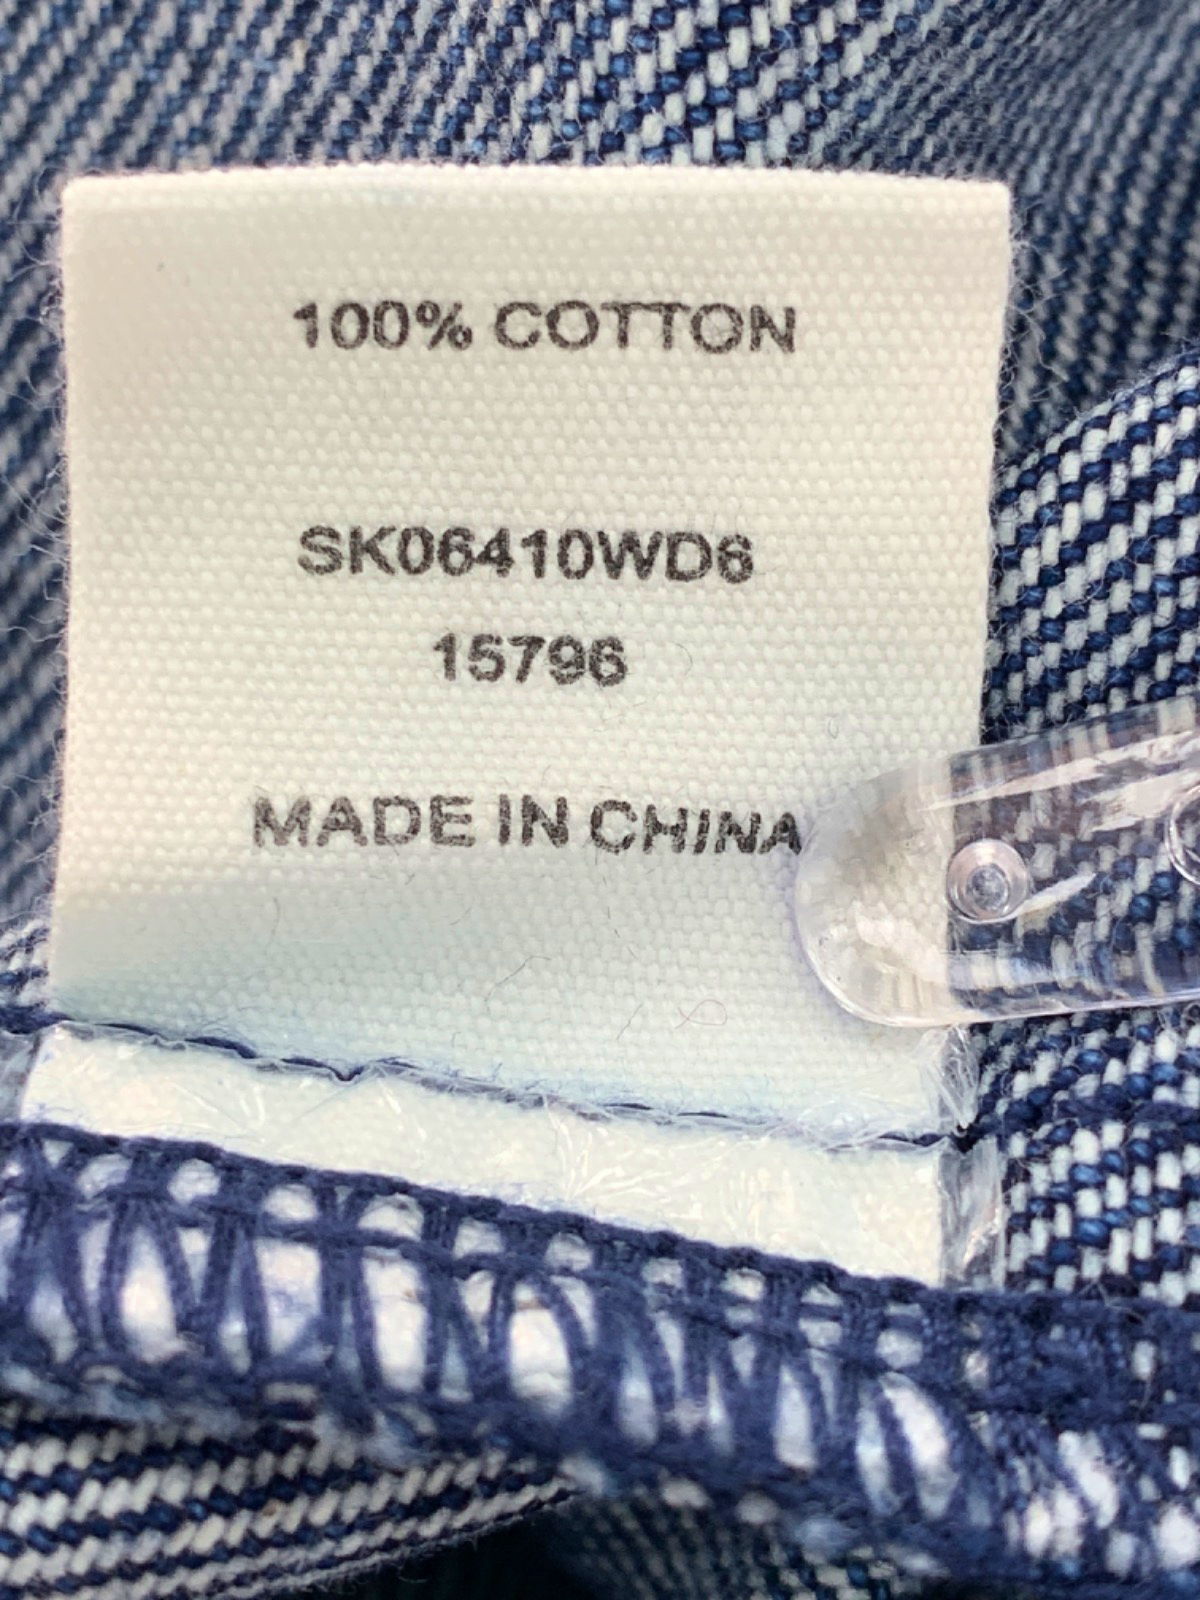 100% COTTON
SK06410WD6
15796
MADE IN CHINA